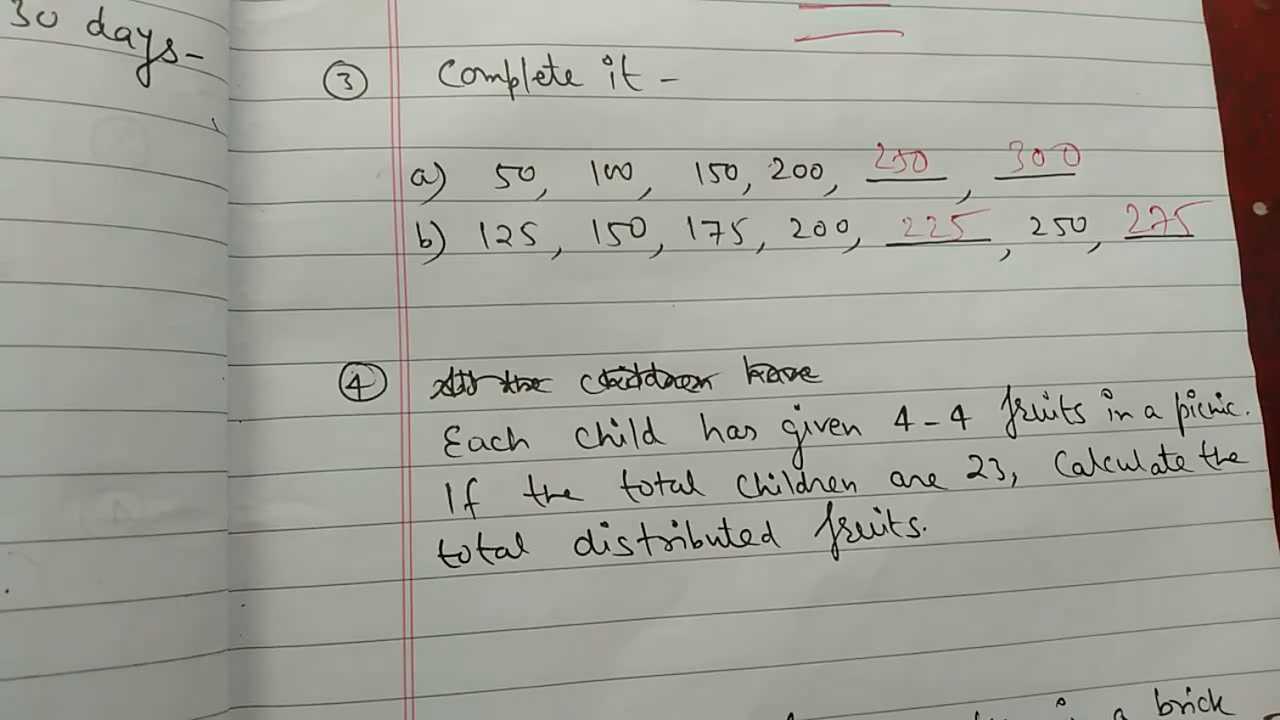 30 days-
③ Complete it -
a) 50, 100, 150, 200, 250, 300
b) 125, 150, 175, 200, 225, 250, 275
④
Each child has given 4-4 fruits in a picnic.
If the total children are 23, Calculate the
total distributed fruits.
a brick